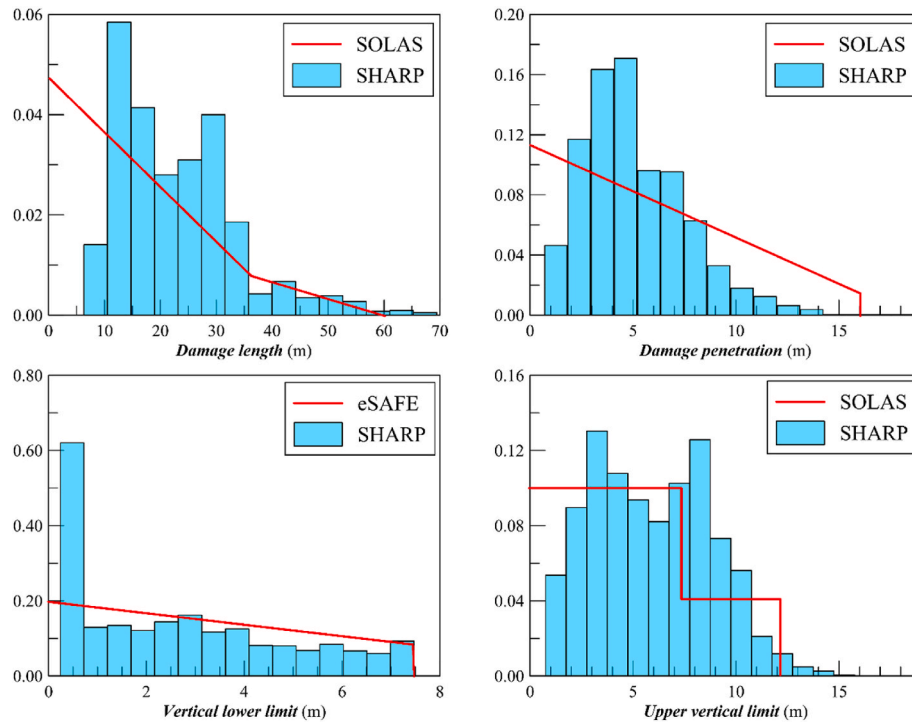 0.06
0.04
0.02
0.00
SOLAS
SHARP
0 10 20 30 40 50 60 70
Damage length (m)
0.20
0.16
0.12
0.08
0.04
0.00
SOLAS
SHARP
0 5 10 15
Damage penetration (m)
0.80
0.60
0.40
0.20
0.00
eSAFE
SHARP
0 2 4 6 8
Vertical lower limit (m)
0.16
0.12
0.08
0.04
0.00
SOLAS
SHARP
0 5 10 15
Upper vertical limit (m)